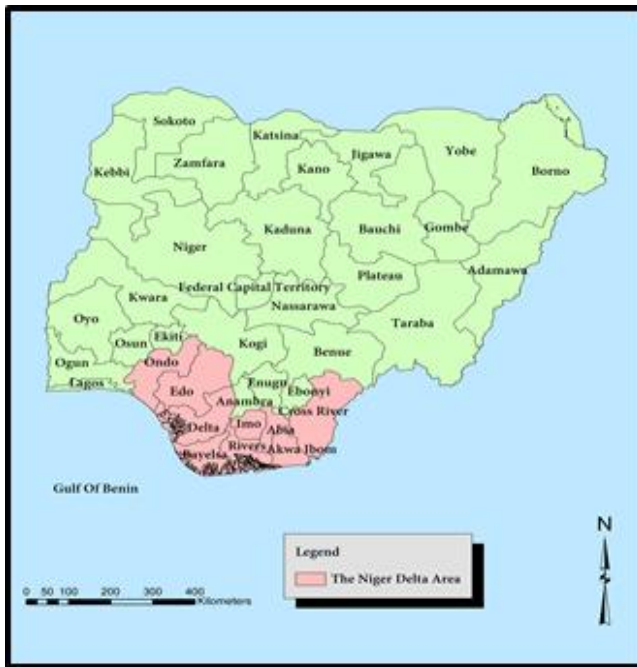 Sokoto
Katsina
Jigawa
Yobe
Zamfara
Kano
Kebbi
Borno
Kaduna
Bauchi
Gombe
Niger
Plateau
Adamawa
Federal Capital Territory
Kwara
Nassarawa
Oyo
Taraba
Osun
Ekiti
Kogi
Benue
Ogun
Ondo
Lagos
Enugu
Edo
Ebonyi
Anambra
Cross River
Delta
Imo
Abia
Rivers
Bayelsa
Akwa Ibom
Gulf Of Benin
N
Legend
The Niger Delta Area
0 50 100 200 300 400
Kilometers